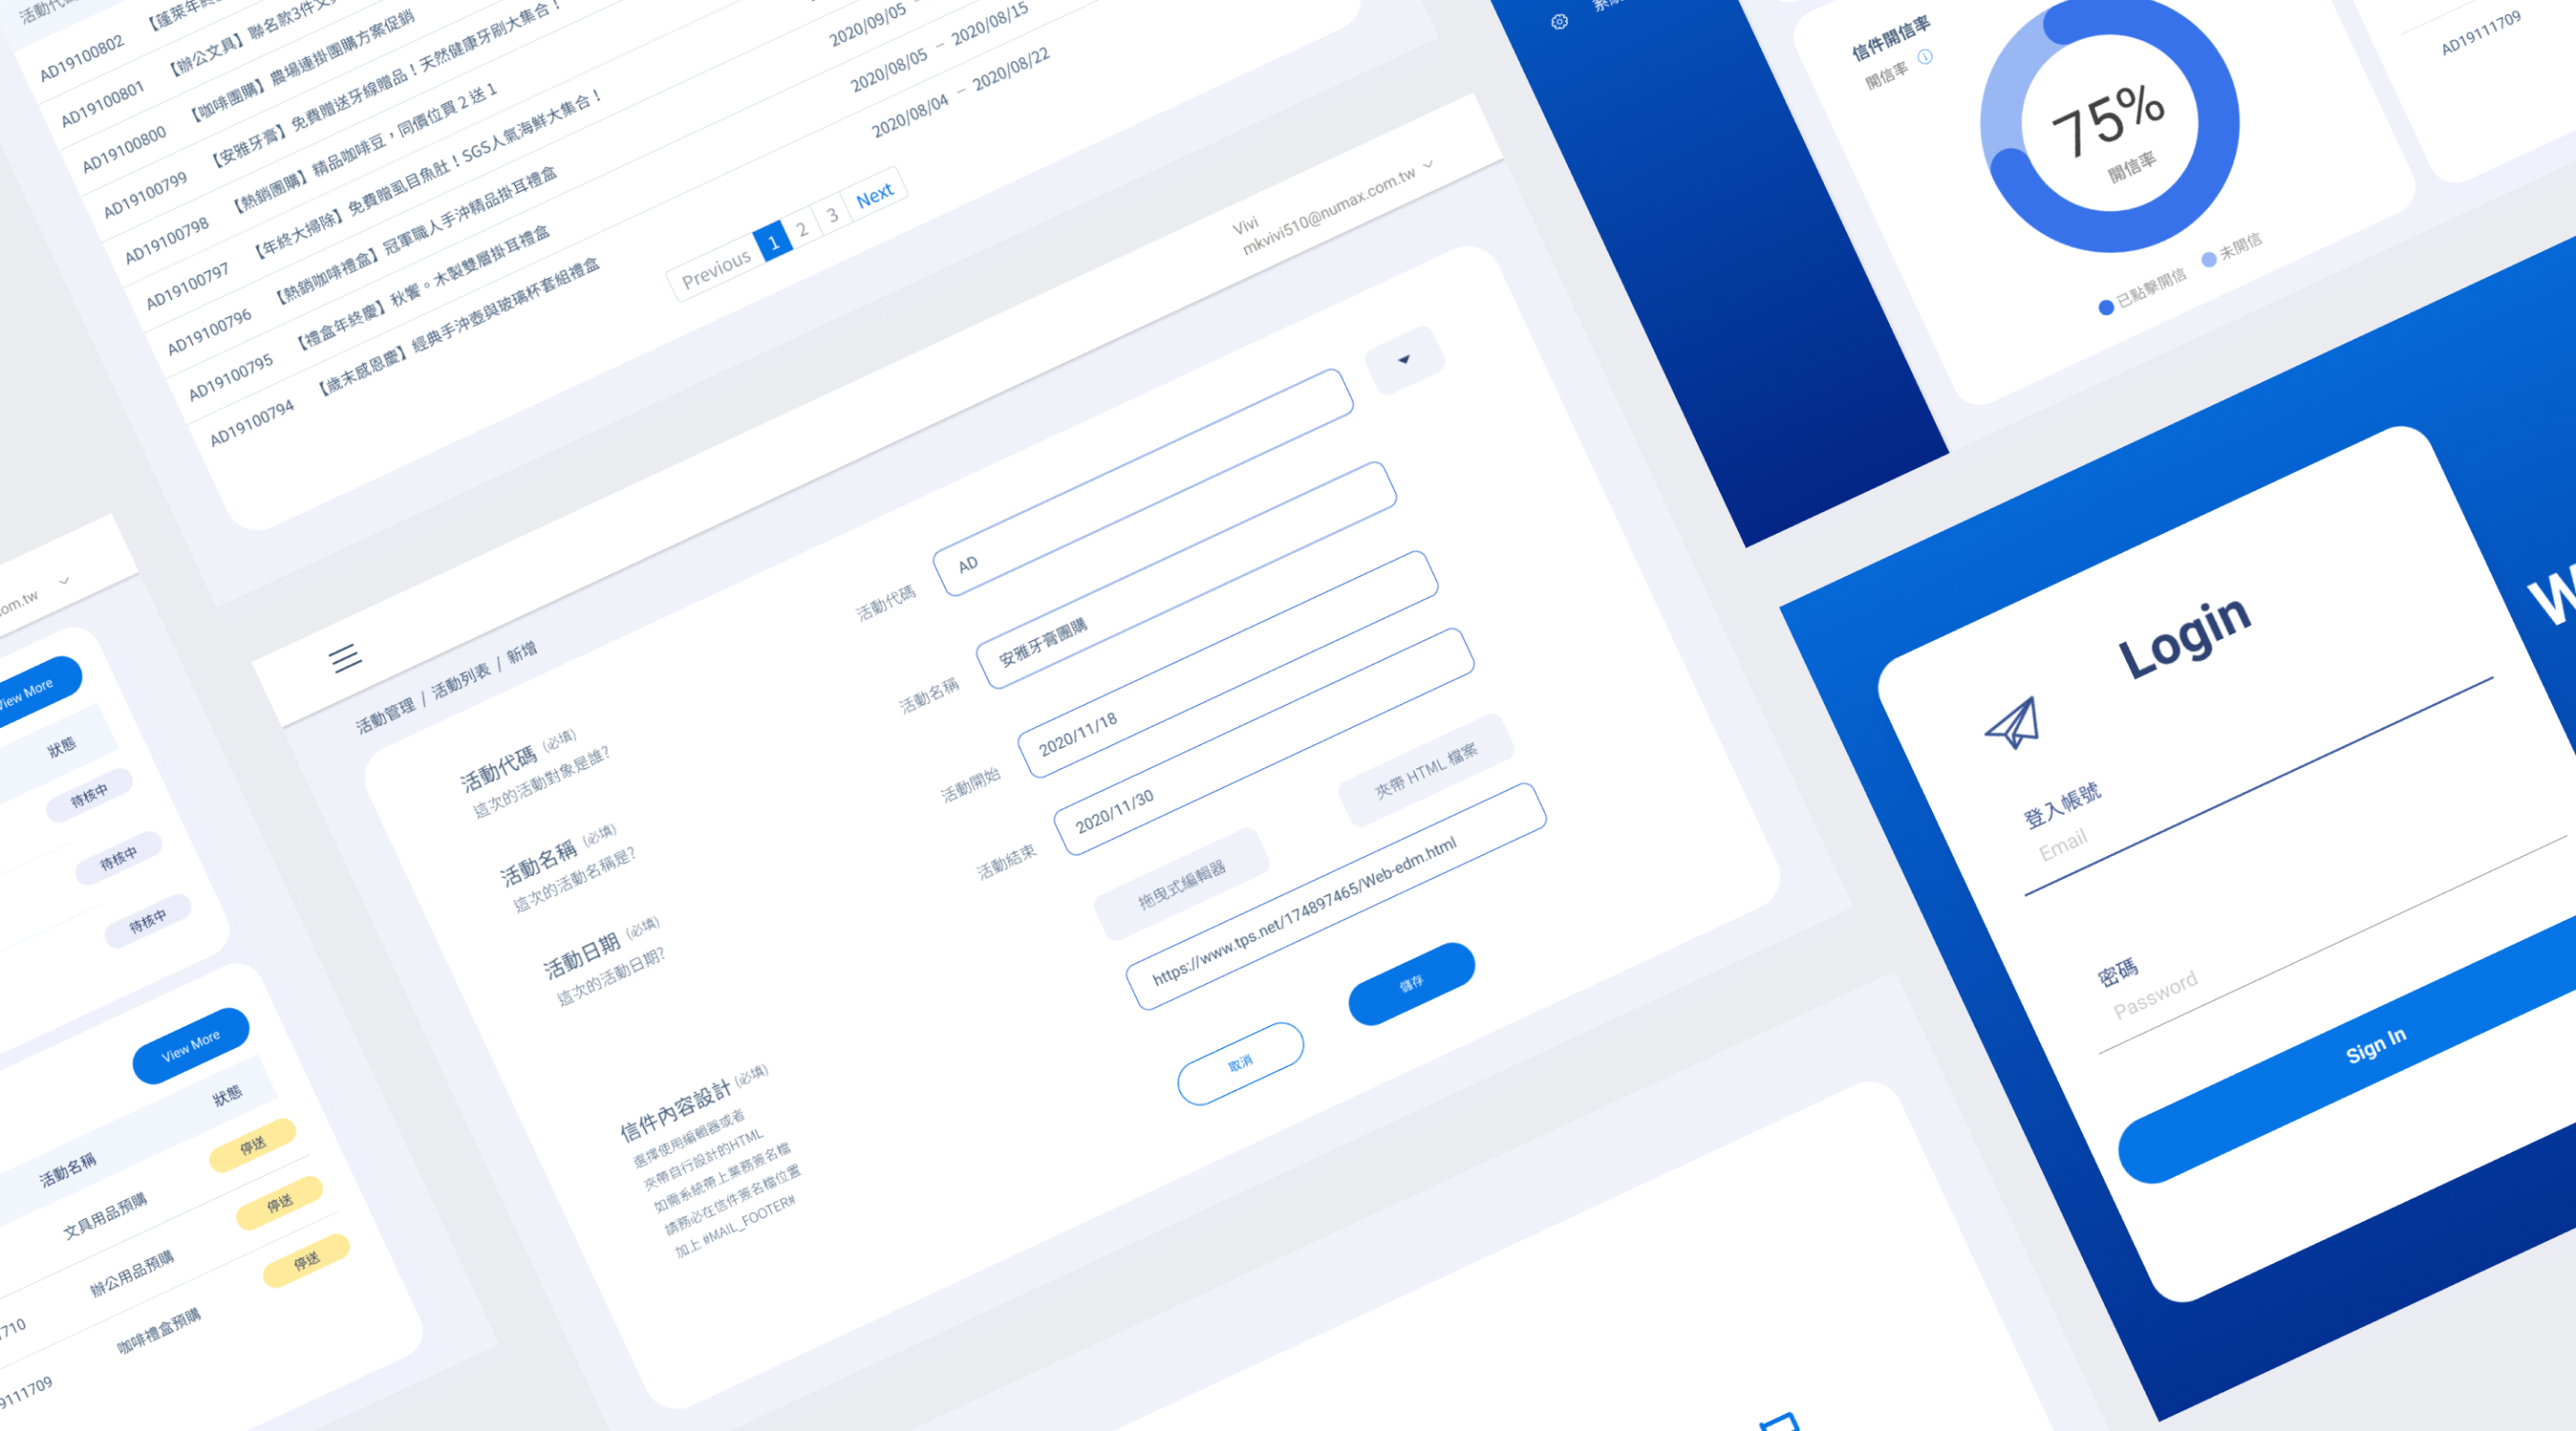 活動代碼
AD19100802
【蓬萊年終
AD19100801
【辦公文具】聯名款3件文具
AD19100800
【咖啡團購】農場連掛團購方案促銷
AD19100799
【安雅牙膏】免費贈送牙線贈品！天然健康牙刷大集合！
AD19100798
【熱銷團購】精品咖啡豆，同價位買 2 送 1
AD19100797
【年終大掃除】免費贈虱目魚肚！SGS人氣海鮮大集合！
AD19100796
【熱銷咖啡禮盒】冠軍職人手沖精品掛耳禮盒
AD19100795
【禮盒年終慶】秋饗。木製雙層掛耳禮盒
AD19100794
【歲末感恩慶】經典手沖壺與玻璃杯套組禮盒
2020/09/05 –
2020/08/05 – 2020/08/15
2020/08/04 – 2020/08/22
Previous 1 2 3 Next
Vivi
mkvivi510@numax.com.tw
活動管理 / 活動列表 / 新增
活動代碼 (必填)
這次的活動對象是誰?
活動名稱 (必填)
這次的活動名稱是?
活動日期 (必填)
這次的活動日期?
信件內容設計 (必填)
選擇使用編輯器或者
夾帶自行設計的HTML
如需系統帶上業務簽名檔
請務必在信件簽名檔位置
加上 #MAIL_FOOTER#
活動代碼
AD
活動名稱
安雅牙膏團購
活動開始
2020/11/18
活動結束
2020/11/30
拖曳式編輯器
夾帶 HTML 檔案
https://www.tps.net/174897465/Web-edm.html
取消
儲存
com.tw
View More
狀態
待核中
待核中
待核中
View More
活動名稱
狀態
文具用品預購
停送
辦公用品預購
停送
咖啡禮盒預購
停送
信件開信率
開信率
75%
開信率
已點擊開信
未開信
AD19111709
Login
登入帳號
Email
密碼
Password
Sign In